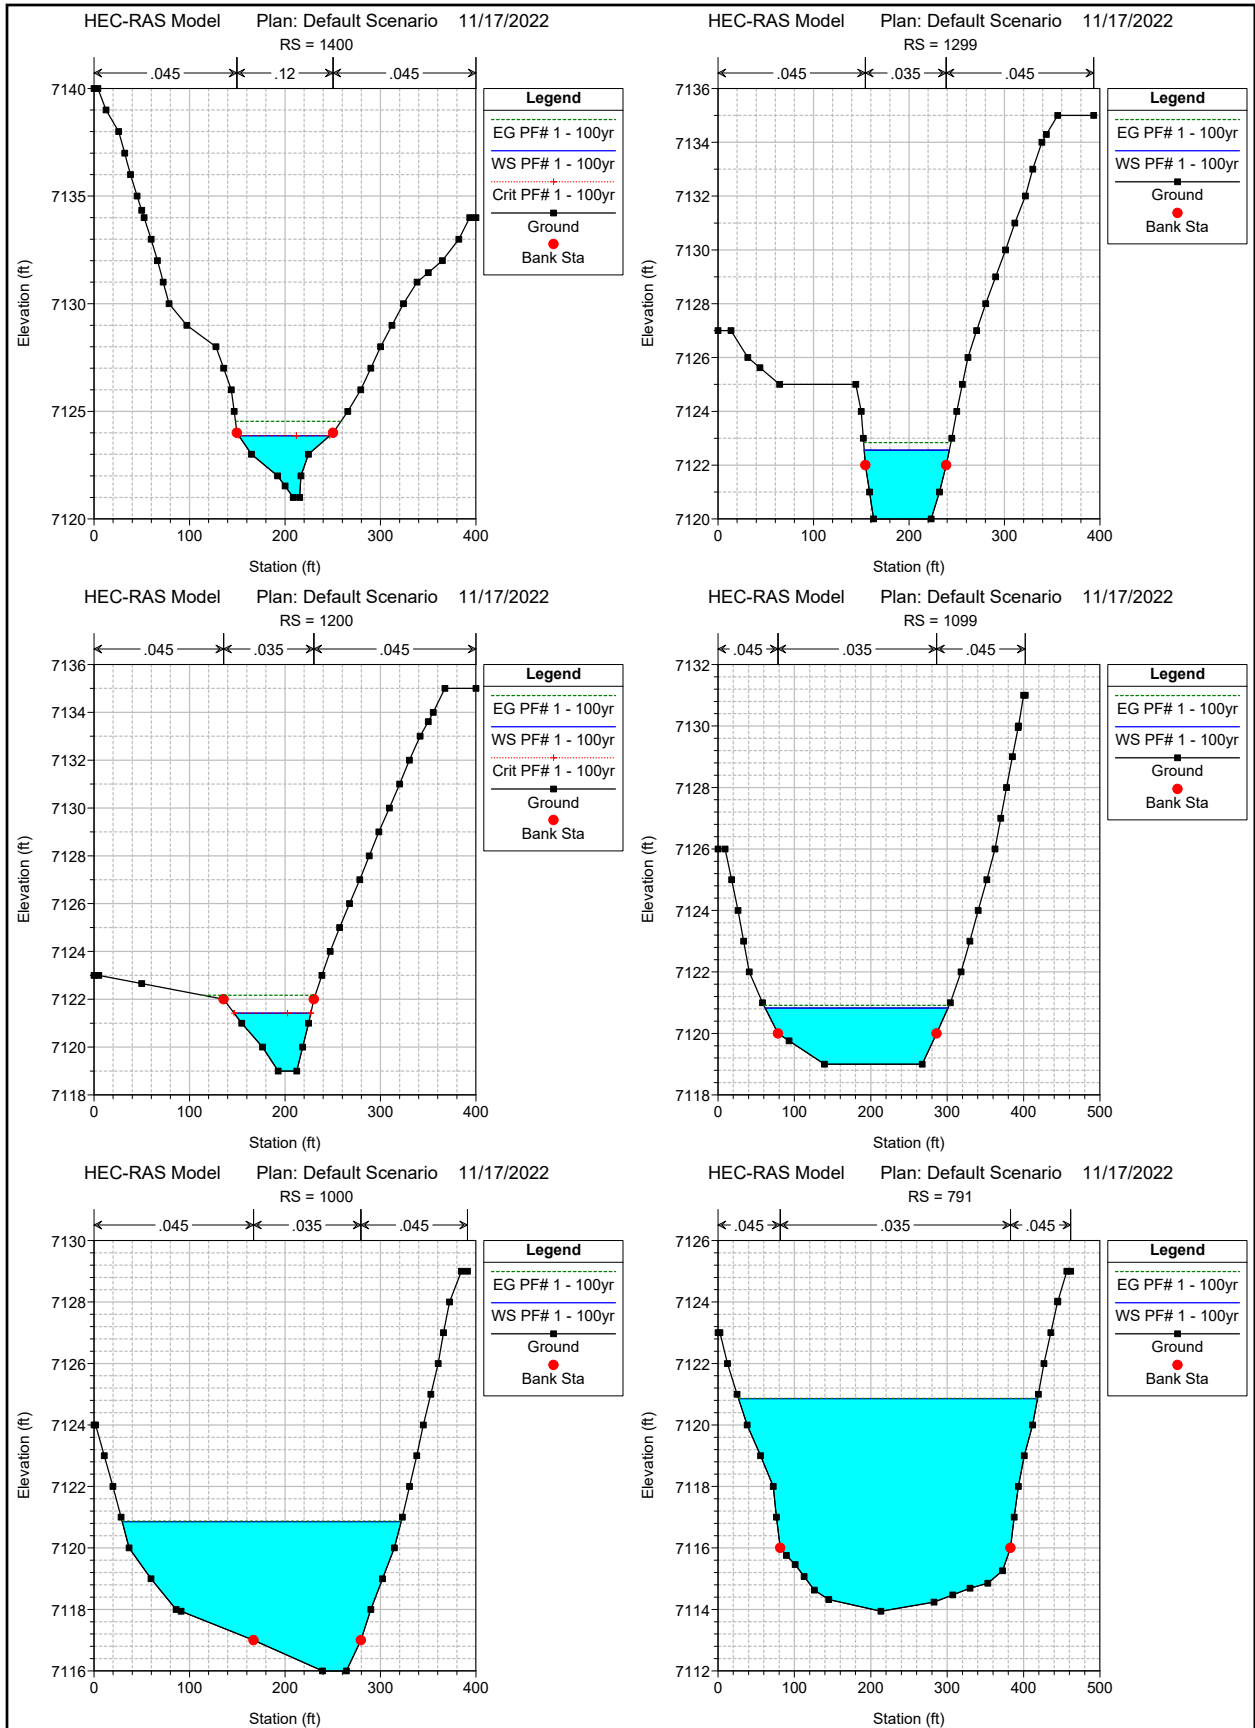 HEC-RAS Model Plan: Default Scenario 11/17/2022
RS = 1400
.045 .12 .045
7140
7135
7130
7125
7120
0 100 200 300 400
Station (ft)
Elevation (ft)
Legend
EG PF# 1 - 100yr
WS PF# 1 - 100yr
Crit PF# 1 - 100yr
Ground
Bank Sta
HEC-RAS Model Plan: Default Scenario 11/17/2022
RS = 1299
.045 .035 .045
7136
7134
7132
7130
7128
7126
7124
7122
7120
0 100 200 300 400
Station (ft)
Elevation (ft)
Legend
EG PF# 1 - 100yr
WS PF# 1 - 100yr
Ground
Bank Sta
HEC-RAS Model Plan: Default Scenario 11/17/2022
RS = 1200
.045 .035 .045
7136
7134
7132
7130
7128
7126
7124
7122
7120
7118
0 100 200 300 400
Station (ft)
Elevation (ft)
Legend
EG PF# 1 - 100yr
WS PF# 1 - 100yr
Crit PF# 1 - 100yr
Ground
Bank Sta
HEC-RAS Model Plan: Default Scenario 11/17/2022
RS = 1099
.045 .035 .045
7132
7130
7128
7126
7124
7122
7120
7118
0 100 200 300 400 500
Station (ft)
Elevation (ft)
Legend
EG PF# 1 - 100yr
WS PF# 1 - 100yr
Ground
Bank Sta
HEC-RAS Model Plan: Default Scenario 11/17/2022
RS = 1000
.045 .035 .045
7130
7128
7126
7124
7122
7120
7118
7116
0 100 200 300 400
Station (ft)
Elevation (ft)
Legend
EG PF# 1 - 100yr
WS PF# 1 - 100yr
Ground
Bank Sta
HEC-RAS Model Plan: Default Scenario 11/17/2022
RS = 791
.045 .035 .045
7126
7124
7122
7120
7118
7116
7114
7112
0 100 200 300 400 500
Station (ft)
Elevation (ft)
Legend
EG PF# 1 - 100yr
WS PF# 1 - 100yr
Ground
Bank Sta